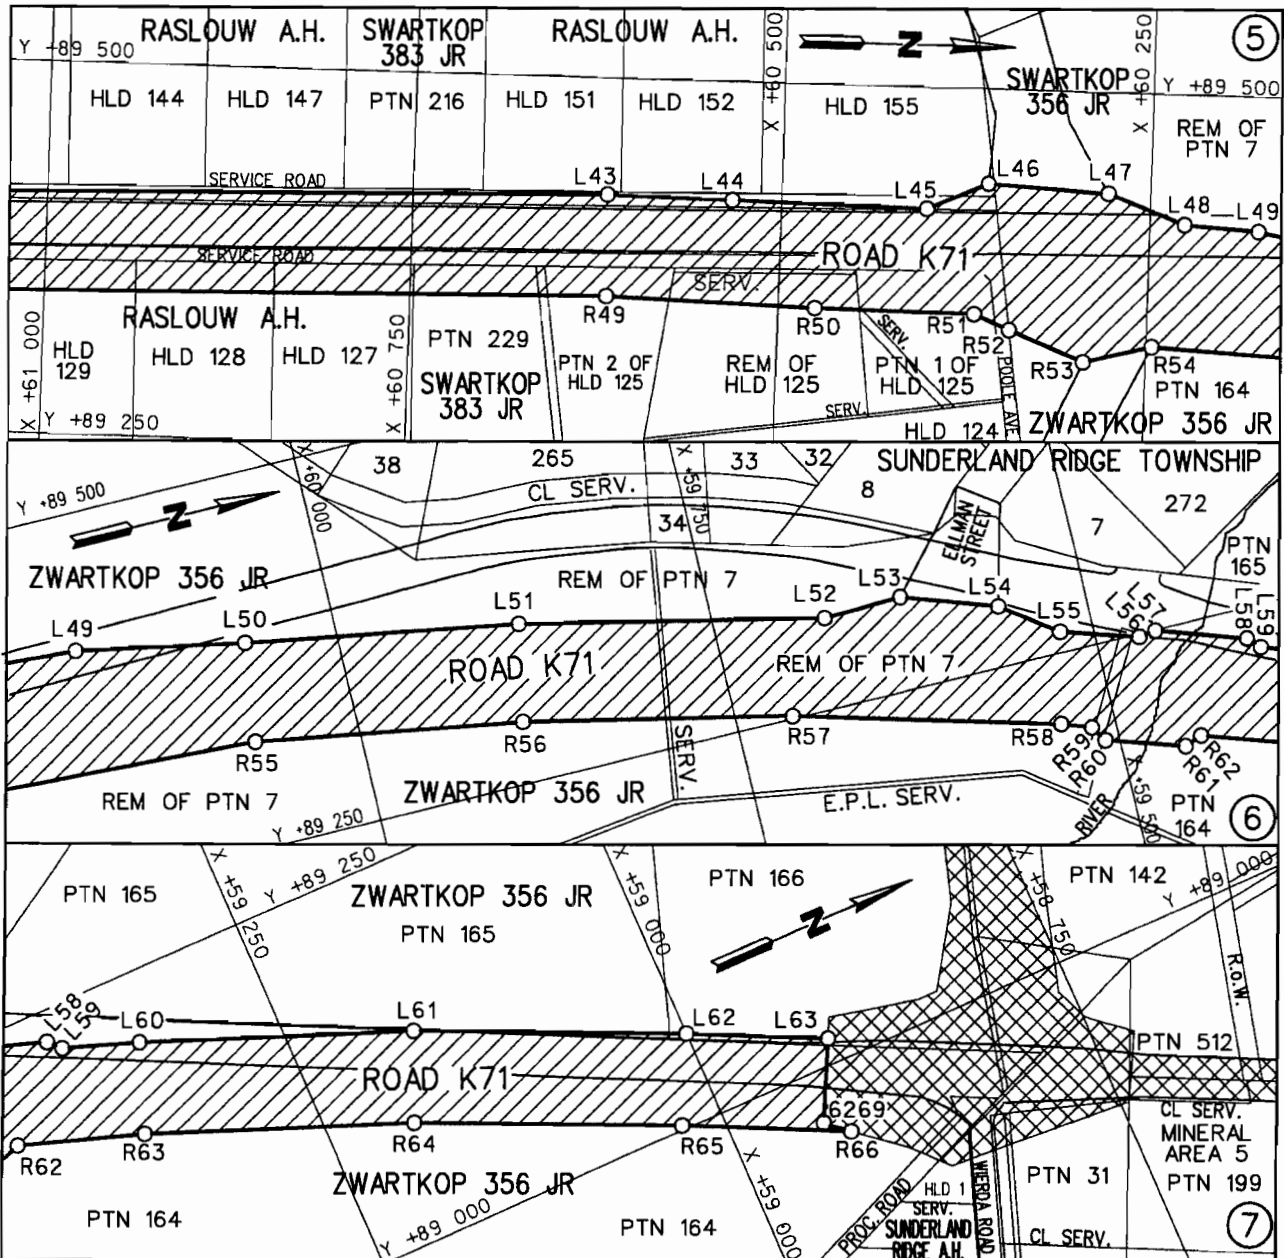 RASLOUW A.H.
SWARTKOP
383 JR
RASLOUW A.H.
X +60 500
N
X +60 250
5
Y +89 500
SWARTKOP
356 JR
Y +89 500
HLD 144
HLD 147
PTN 216
HLD 151
HLD 152
HLD 155
REM OF
PTN 7
SERVICE ROAD
L43
L44
L45
L46
L47
L48
L49
SERVICE ROAD
ROAD K71
SERV.
RASLOUW A.H.
R49
R50
R51
R52
R53
R54
X +61 000
HLD
129
HLD 128
HLD 127
X +60 750
PTN 229
SWARTKOP
383 JR
PTN 2 OF
HLD 125
REM OF
HLD 125
SERV.
PTN 1 OF
HLD 125
POOLE AVE
PTN 164
Y +89 250
SERV.
HLD 124
ZWARTKOP 356 JR
38
265
33
32
SUNDERLAND RIDGE TOWNSHIP
Y +89 500
X +60 000
CL SERV.
X +59 750
8
272
N
34
ELLMAN
STREET
7
PTN
165
ZWARTKOP 356 JR
REM OF PTN 7
L49
L50
L51
L52
L53
L54
L55
L56
L57
L58
L59
ROAD K71
REM OF PTN 7
R55
R56
R57
R58
R59
R60
R61
R62
SERV.
REM OF PTN 7
ZWARTKOP 356 JR
E.P.L. SERV.
Y +89 250
RIVER
X +59 500
PTN
164
6
PTN 165
X +59 250
Y +89 250
ZWARTKOP 356 JR
PTN 165
X +59 000
PTN 166
N
X +58 750
PTN 142
Y +89 000
R.o.W.
L58
L59
L60
L61
L62
L63
PTN 512
ROAD K71
6269
R62
R63
R64
R65
R66
CL SERV.
MINERAL
AREA 5
PTN 199
ZWARTKOP 356 JR
PTN 164
Y +89 000
PTN 164
X +59 000
PROC. ROAD
HLD 1
SERV.
SUNDERLAND
RIDGE A.H.
WIERDA ROAD
PTN 31
CL SERV.
7